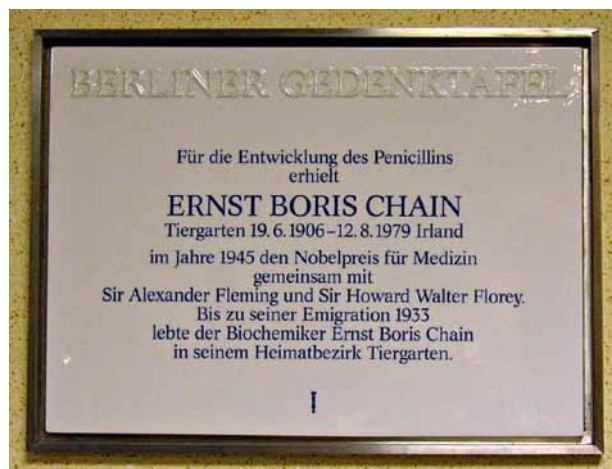 BERLINER GEDENKTAFEL
Für die Entwicklung des Penicillins
erhielt
ERNST BORIS CHAIN
Tiergarten 19.6.1906–12.8.1979 Irland
im Jahre 1945 den Nobelpreis für Medizin
gemeinsam mit
Sir Alexander Fleming und Sir Howard Walter Florey.
Bis zu seiner Emigration 1933
lebte der Biochemiker Ernst Boris Chain
in seinem Heimatbezirk Tiergarten.